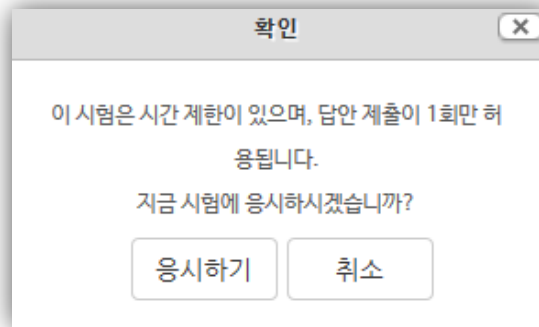 확인
이 시험은 시간 제한이 있으며, 답안 제출이 1회만 허
용됩니다.
지금 시험에 응시하시겠습니까?
응시하기 취소